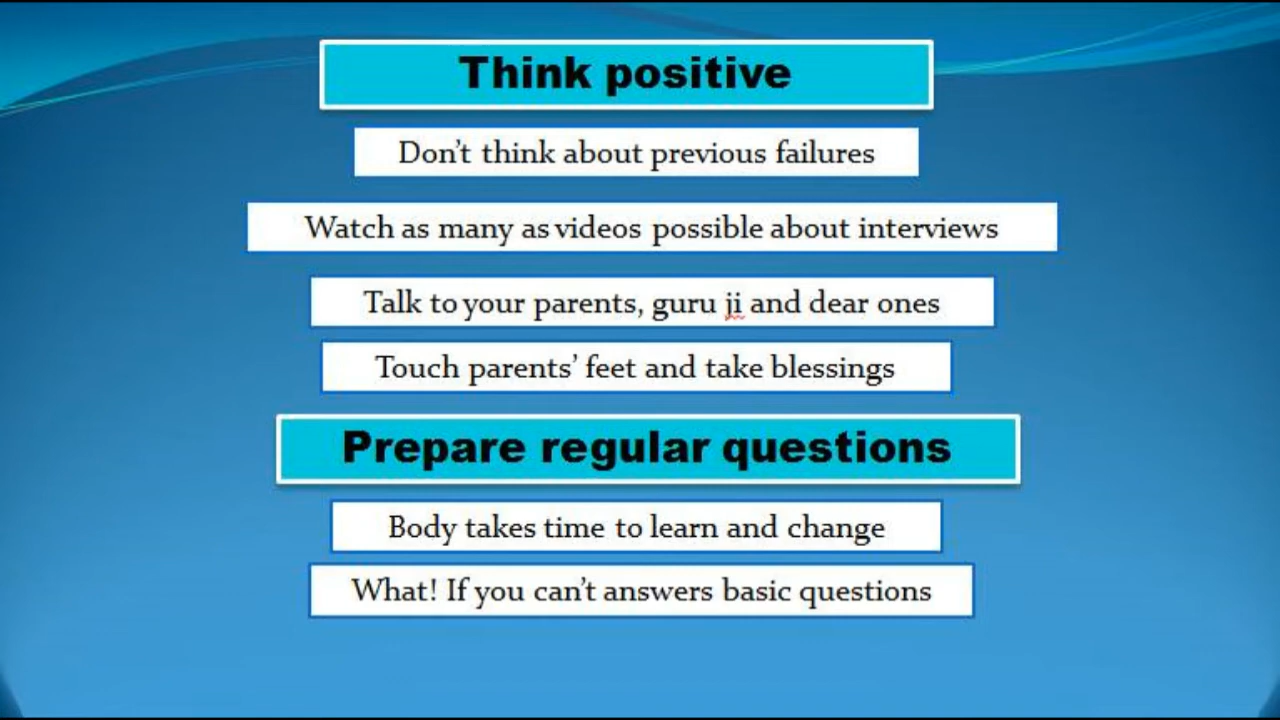 Think positive
Don't think about previous failures
Watch as many as videos possible about interviews
Talk to your parents, guru ji and dear ones
Touch parents' feet and take blessings
Prepare regular questions
Body takes time to learn and change
What! If you can't answers basic questions